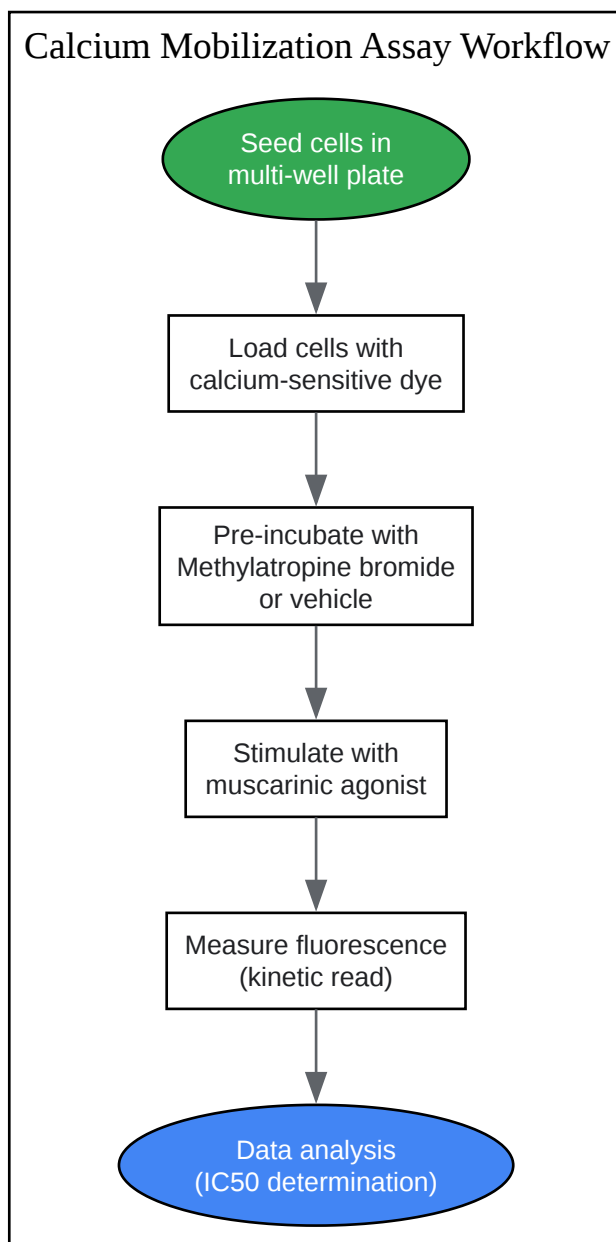 Calcium Mobilization Assay Workflow
Seed cells in
multi-well plate
Load cells with
calcium-sensitive dye
Pre-incubate with
Methylatropine bromide
or vehicle
Stimulate with
muscarinic agonist
Measure fluorescence
(kinetic read)
Data analysis
(IC50 determination)